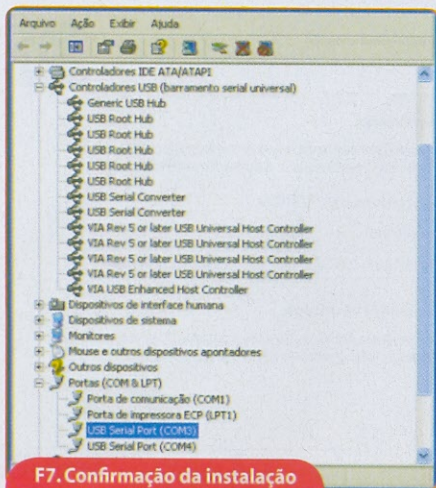 Arquivo Ação Exibir Ajuda
Controladores IDE ATA/ATAPI
Controladores USB (barramento serial universal)
Generic USB Hub
USB Root Hub
USB Root Hub
USB Root Hub
USB Root Hub
USB Root Hub
USB Serial Converter
USB Serial Converter
VIA Rev 5 or later USB Universal Host Controller
VIA Rev 5 or later USB Universal Host Controller
VIA Rev 5 or later USB Universal Host Controller
VIA Rev 5 or later USB Universal Host Controller
VIA USB Enhanced Host Controller
Dispositivos de interface humana
Dispositivos de sistema
Monitores
Mouse e outros dispositivos apontadores
Outros dispositivos
Portas (COM & LPT)
Porta de comunicação (COM1)
Porta de impressora ECP (LPT1)
USB Serial Port (COM3)
USB Serial Port (COM4)
F7. Confirmação da instalação